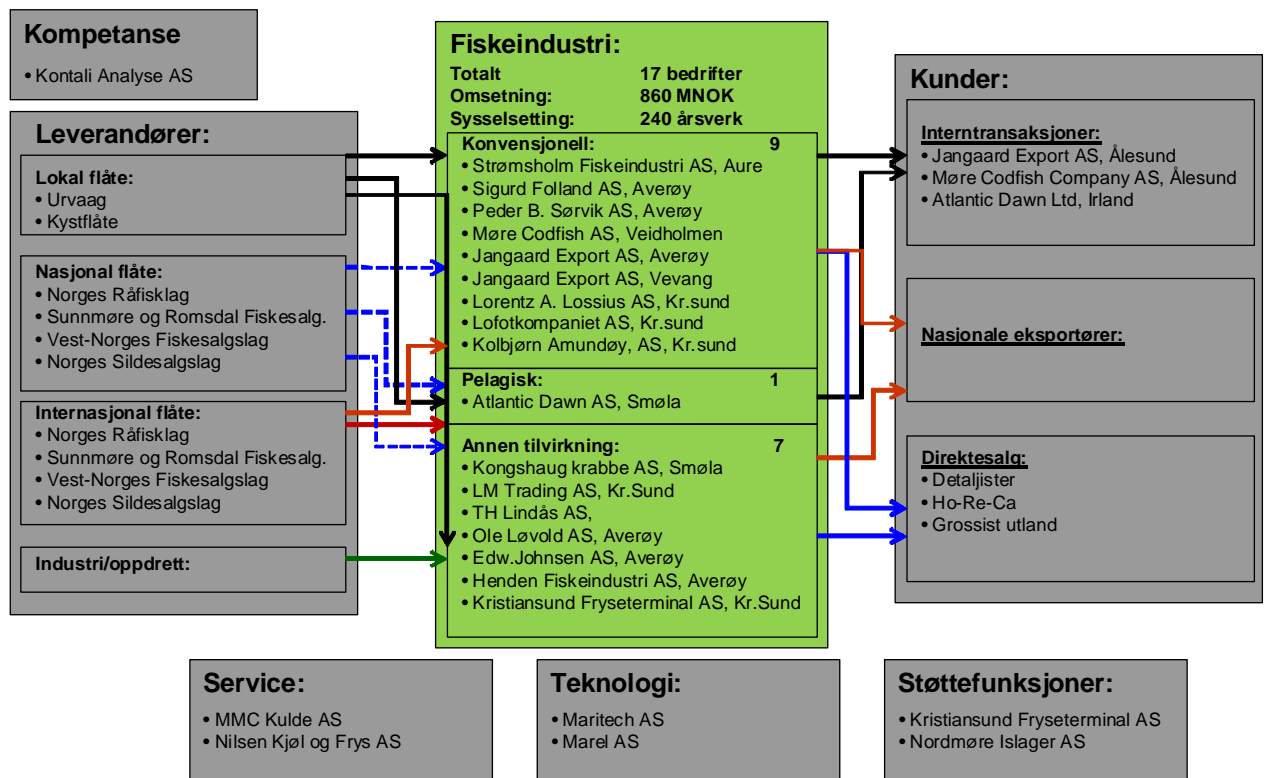 Kompetanse
• Kontali Analyse AS
Leverandører:
Lokal flåte:
• Urvaag
• Kystflåte
Nasjonal flåte:
• Norges Råfisklag
• Sunnmøre og Romsdal Fiskesalg.
• Vest-Norges Fiskesalgslag
• Norges Sildesalgslag
Internasjonal flåte:
• Norges Råfisklag
• Sunnmøre og Romsdal Fiskesalg.
• Vest-Norges Fiskesalgslag
• Norges Sildesalgslag
Industri/oppdrett:
Fiskeindustri:
Totalt 17 bedrifter
Omsetning: 860 MNOK
Sysselsetting: 240 årsverk
Konvensjonell: 9
• Strømsholm Fiskeindustri AS, Aure
• Sigurd Folland AS, Averøy
• Peder B. Sørvik AS, Averøy
• Møre Codfish AS, Veidholmen
• Jangaard Export AS, Averøy
• Jangaard Export AS, Vevang
• Lorentz A. Lossius AS, Kr.sund
• Lofotkompaniet AS, Kr.sund
• Kolbjørn Amundøy, AS, Kr.sund
Pelagisk: 1
• Atlantic Dawn AS, Smøla
Annen tilvirkning: 7
• Kongshaug krabbe AS, Smøla
• LM Trading AS, Kr.Sund
• TH Lindås AS,
• Ole Løvold AS, Averøy
• Edw.Johnsen AS, Averøy
• Henden Fiskeindustri AS, Averøy
• Kristiansund Fryseterminal AS, Kr.Sund
Kunder:
Interntransaksjoner:
• Jangaard Export AS, Ålesund
• Møre Codfish Company AS, Ålesund
• Atlantic Dawn Ltd, Irland
Nasjonale eksportører:
Direktesalg:
• Detaljister
• Ho-Re-Ca
• Grossist utland
Service:
• MMC Kulde AS
• Nilsen Kjøl og Frys AS
Teknologi:
• Maritech AS
• Marel AS
Støttefunksjoner:
• Kristiansund Fryseterminal AS
• Nordmøre Islager AS